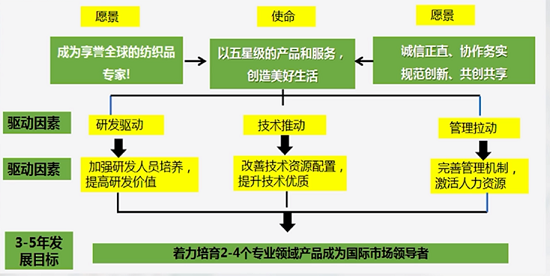 愿景 使命 愿景
成为享誉全球的纺织品
专家!
以五星级的产品和服务，
创造美好生活
诚信正直、协作务实
规范创新、共创共享
驱动因素 研发驱动 技术推动 管理拉动
驱动因素
加强研发人员培养，
提高研发价值
改善技术资源配置，
提升技术优质
完善管理机制，
激活人力资源
3-5年发
展目标
着力培育2-4个专业领域产品成为国际市场领导者